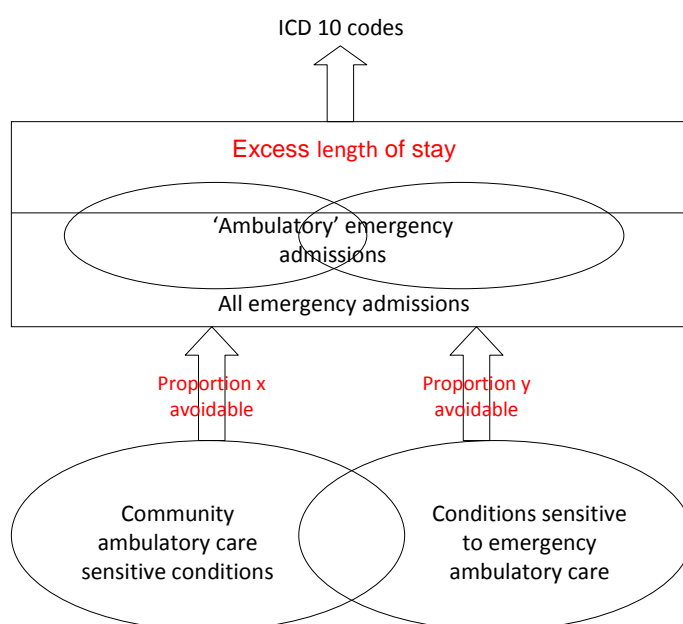 ICD 10 codes
Excess length of stay
‘Ambulatory’ emergency
admissions
All emergency admissions
Proportion x
avoidable
Proportion y
avoidable
Community
ambulatory care
sensitive conditions
Conditions sensitive
to emergency
ambulatory care